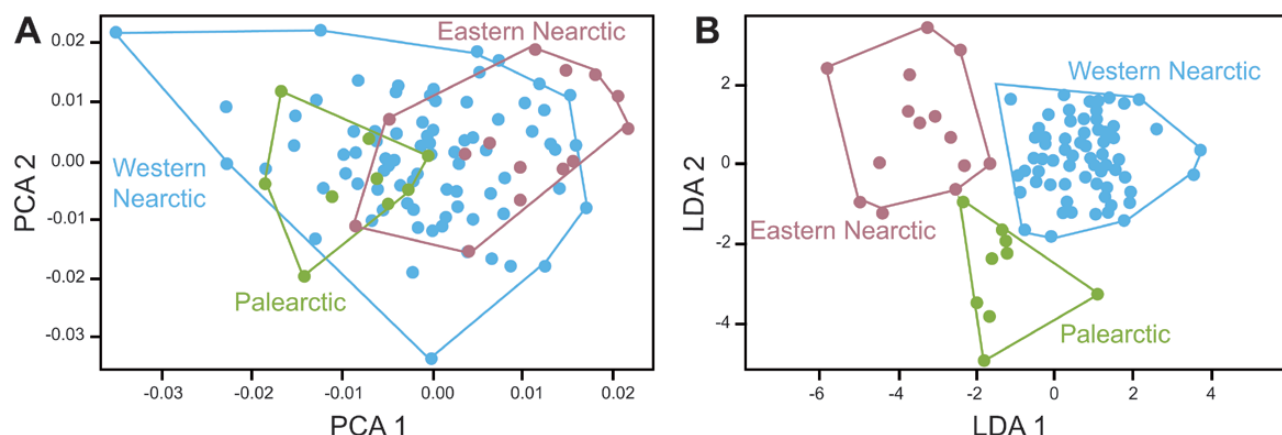 A
Eastern Nearctic
Western
Nearctic
Palearctic
PCA 2
0.02
0.01
0.00
-0.01
-0.02
-0.03
-0.03
-0.02
-0.01
0.00
0.01
0.02
PCA 1
B
Western Nearctic
Eastern Nearctic
Palearctic
LDA 2
2
0
-2
-4
-6
-4
-2
0
2
4
LDA 1